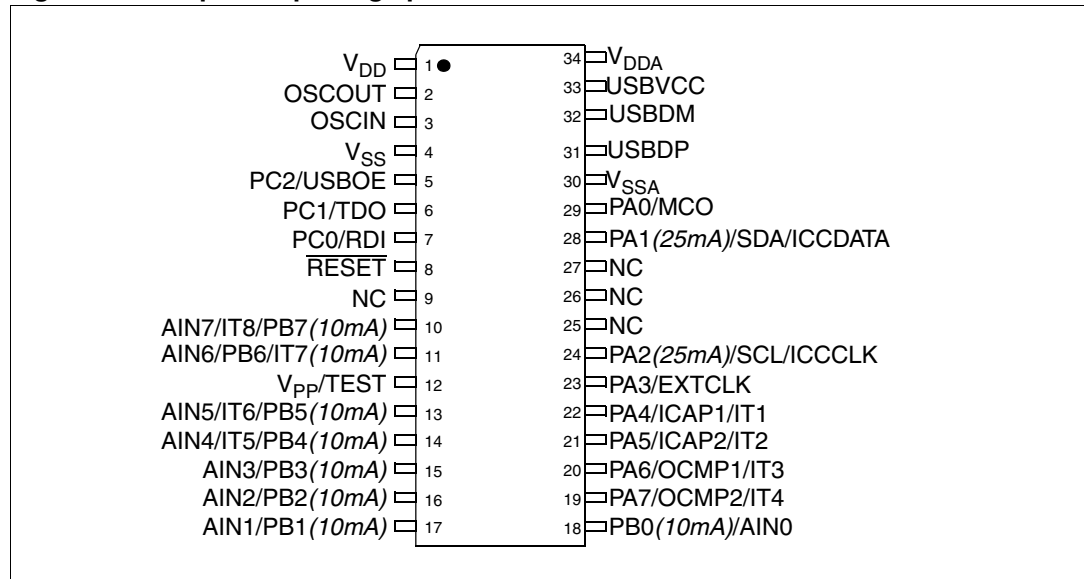 V_DD 1 34 V_DDA
OSCOUT 2 33 USBVCC
OSCIN 3 32 USBDM
V_SS 4 31 USBDP
PC2/USBOE 5 30 V_SSA
PC1/TDO 6 29 PA0/MCO
PC0/RDI 7 28 PA1(25mA)/SDA/ICCDATA
RESET 8 27 NC
NC 9 26 NC
AIN7/IT8/PB7(10mA) 10 25 NC
AIN6/PB6/IT7(10mA) 11 24 PA2(25mA)/SCL/ICCCLK
V_PP/TEST 12 23 PA3/EXTCLK
AIN5/IT6/PB5(10mA) 13 22 PA4/ICAP1/IT1
AIN4/IT5/PB4(10mA) 14 21 PA5/ICAP2/IT2
AIN3/PB3(10mA) 15 20 PA6/OCMP1/IT3
AIN2/PB2(10mA) 16 19 PA7/OCMP2/IT4
AIN1/PB1(10mA) 17 18 PB0(10mA)/AIN0